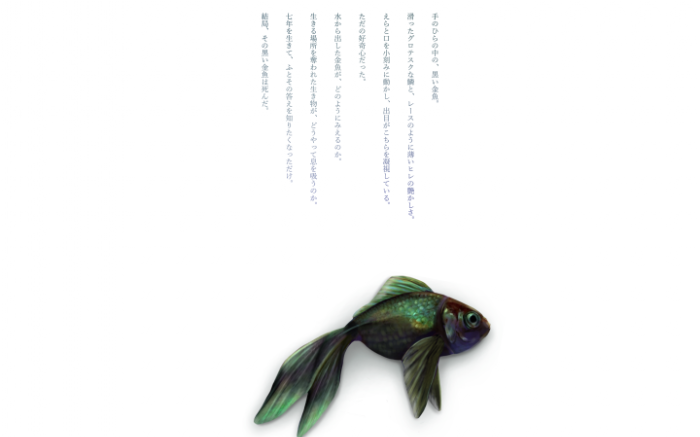 手のひらの中の、黒い金魚。
滑ったグロテスクな鱗と、レースのように薄いヒレの艶かしさ。
えらと口を小刻みに動かし、出目がこちらを凝視している。
ただの好奇心だった。
水から出した金魚が、どのようにみえるのか。
生きる場所を奪われた生き物が、どうやって息を吸うのか。
七年を生きて、ふとその答えを知りたくなっただけ。
結局、その黒い金魚は死んだ。